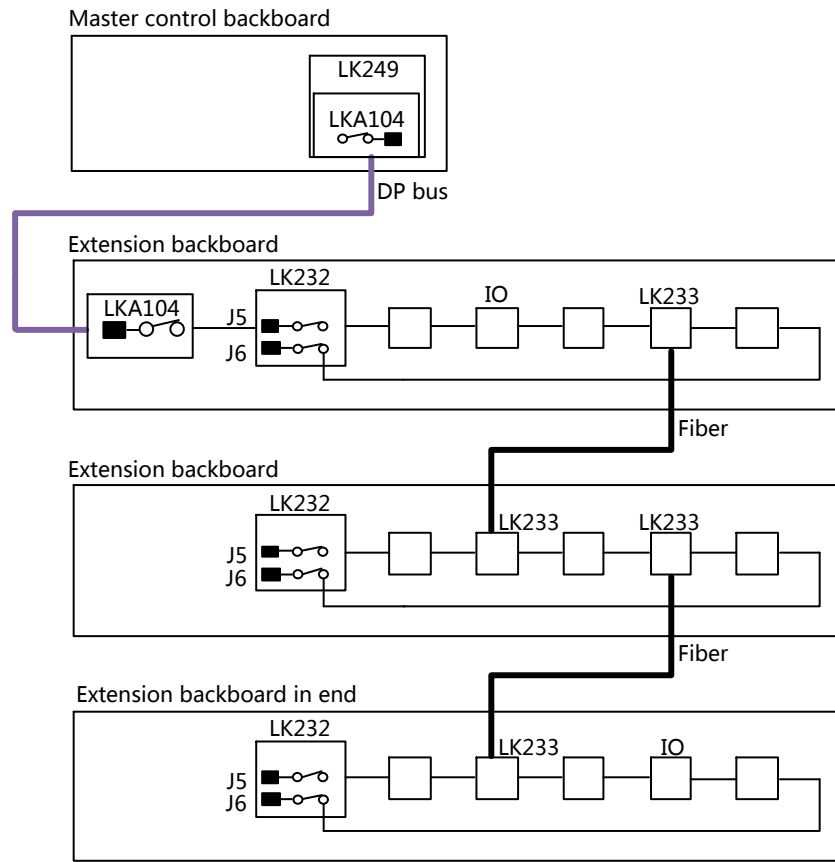 Master control backboard
LK249
LKA104
DP bus
Extension backboard
LK232
IO
LK233
LKA104
J5
J6
Fiber
Extension backboard
LK232
LK233
LK233
J5
J6
Fiber
Extension backboard in end
LK232
LK233
IO
J5
J6